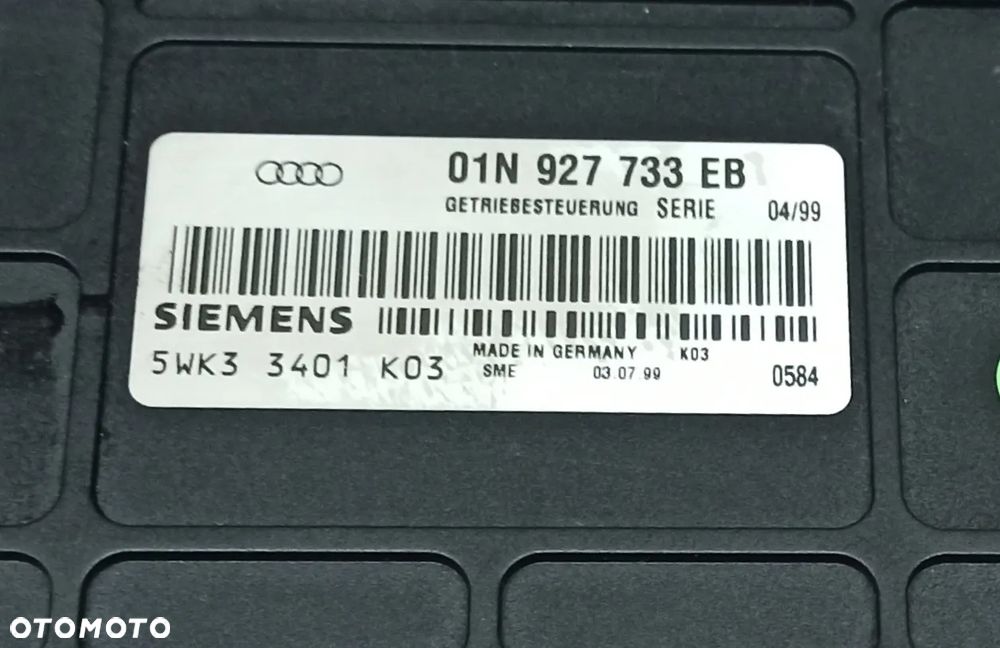 01N 927 733 EB
GETRIEBESTEUERUNG SERIE 04/99
SIEMENS
MADE IN GERMANY K03
5WK3 3401 K03 SME 03.07.99 0584
OTOMOTO